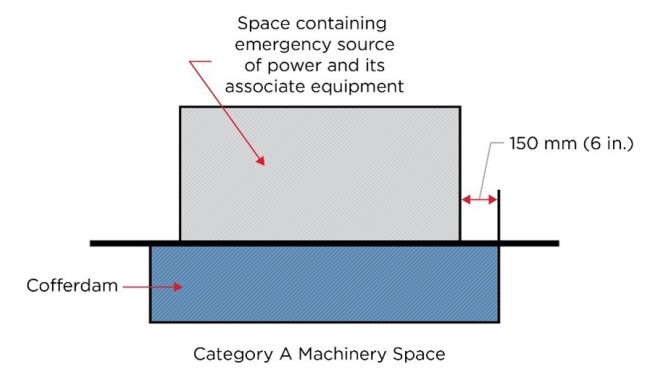 Space containing
emergency source
of power and its
associate equipment
150 mm (6 in.)
Cofferdam
Category A Machinery Space